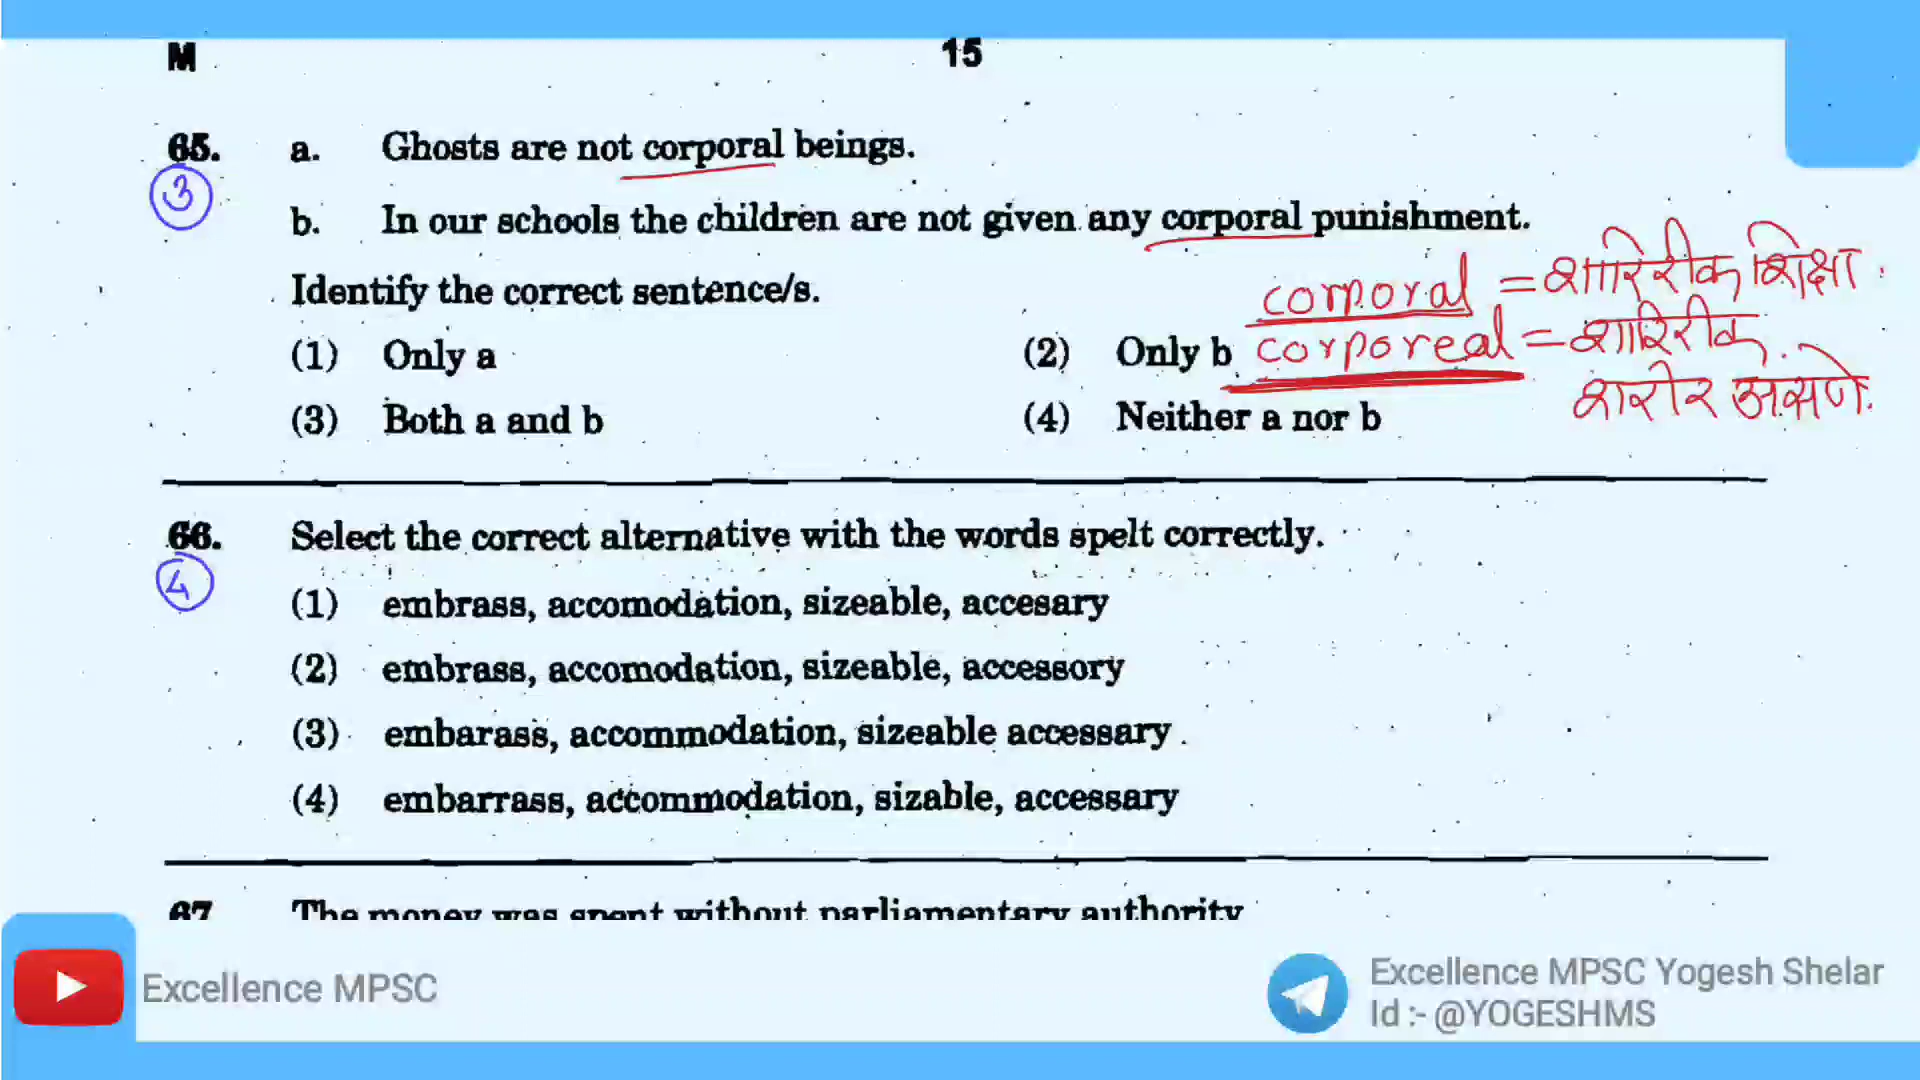 M 15
65. a. Ghosts are not corporal beings.
3
b. In our schools the children are not given any corporal punishment.
Identify the correct sentence/s.
corporal = शारिरीक शिक्षा.
(1) Only a (2) Only b
corporeal = शारिरीक.
शरीर असणे.
(3) Both a and b (4) Neither a nor b
66. Select the correct alternative with the words spelt correctly.
4
(1) embrass, accomodation, sizeable, accesary
(2) embrass, accomodation, sizeable, accessory
(3) embarass, accommodation, sizeable accessary.
(4) embarrass, accommodation, sizable, accessary
67 The money was spent without parliamentary authority
Excellence MPSC
Excellence MPSC Yogesh Shelar
Id :- @YOGESHMS